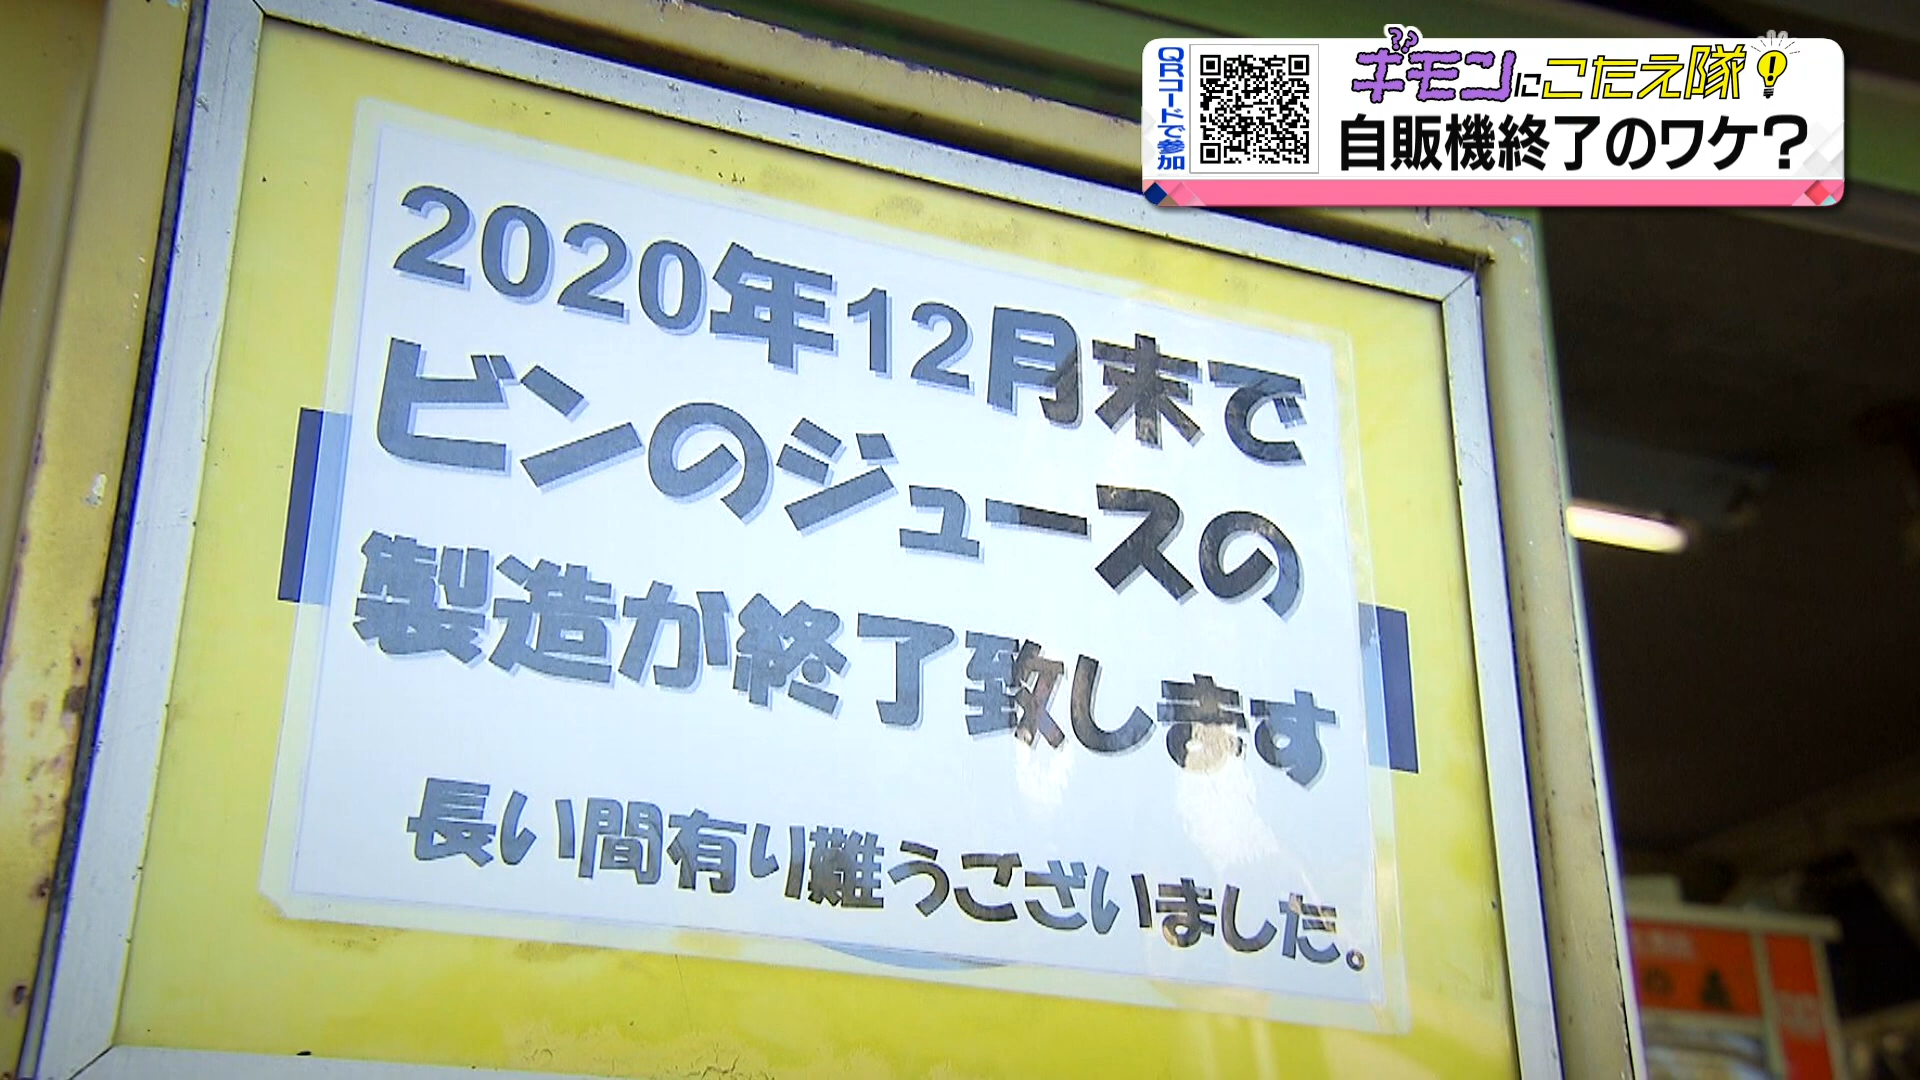 QRコードで参加
ギモンにこたえ隊!
自販機終了のワケ?
2020年12月末で
ビンのジュースの
製造が終了致します
長い間有り難うございました。